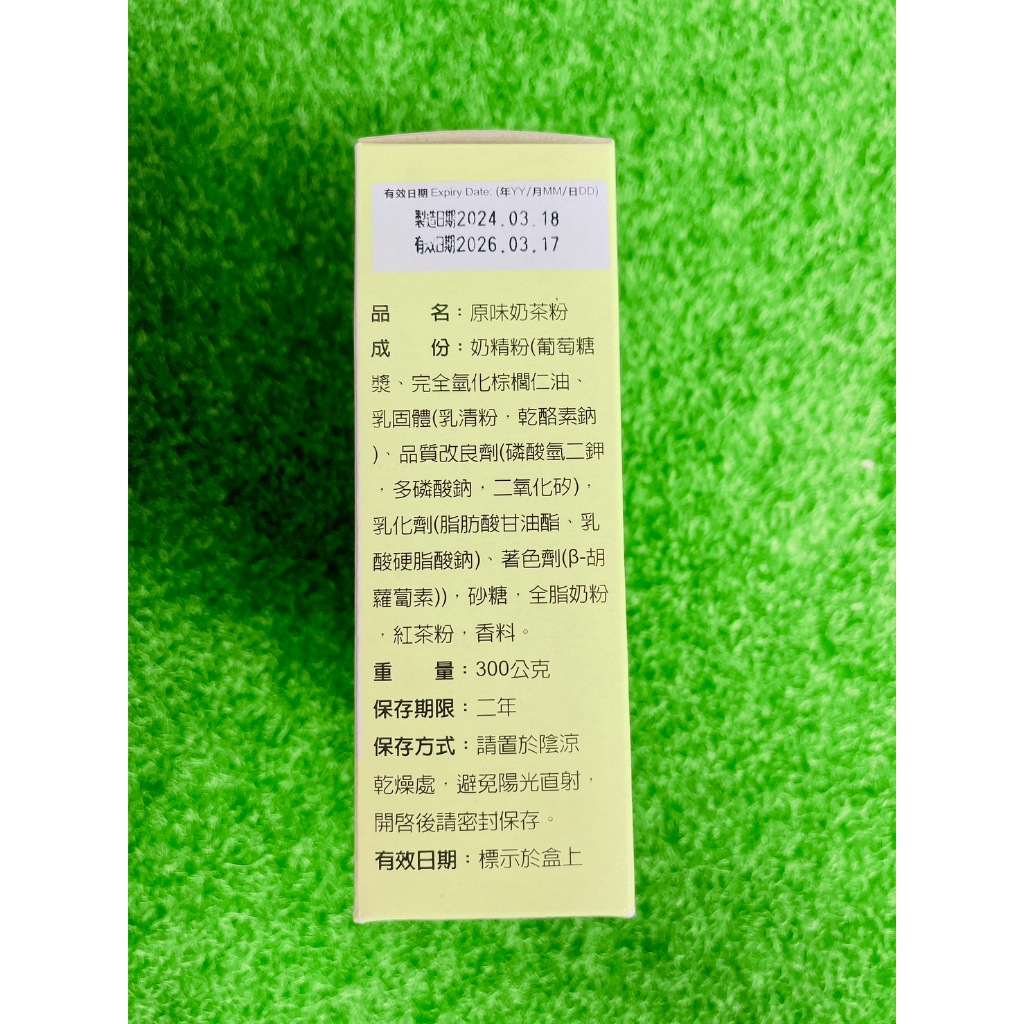 有效日期 Expiry Date: (年YY/月MM/日DD)
製造日期2024.03.18
有效日期2026.03.17
品　　名：原味奶茶粉
成　　份：奶精粉(葡萄糖
漿、完全氫化棕櫚仁油、
乳固體(乳清粉，乾酪素鈉
)、品質改良劑(磷酸氫二鉀
，多磷酸鈉，二氧化矽)，
乳化劑(脂肪酸甘油酯、乳
酸硬脂酸鈉)、著色劑(β-胡
蘿蔔素))，砂糖，全脂奶粉
，紅茶粉，香料。
重　　量：300公克
保存期限：二年
保存方式：請置於陰涼
乾燥處，避免陽光直射，
開啓後請密封保存。
有效日期：標示於盒上